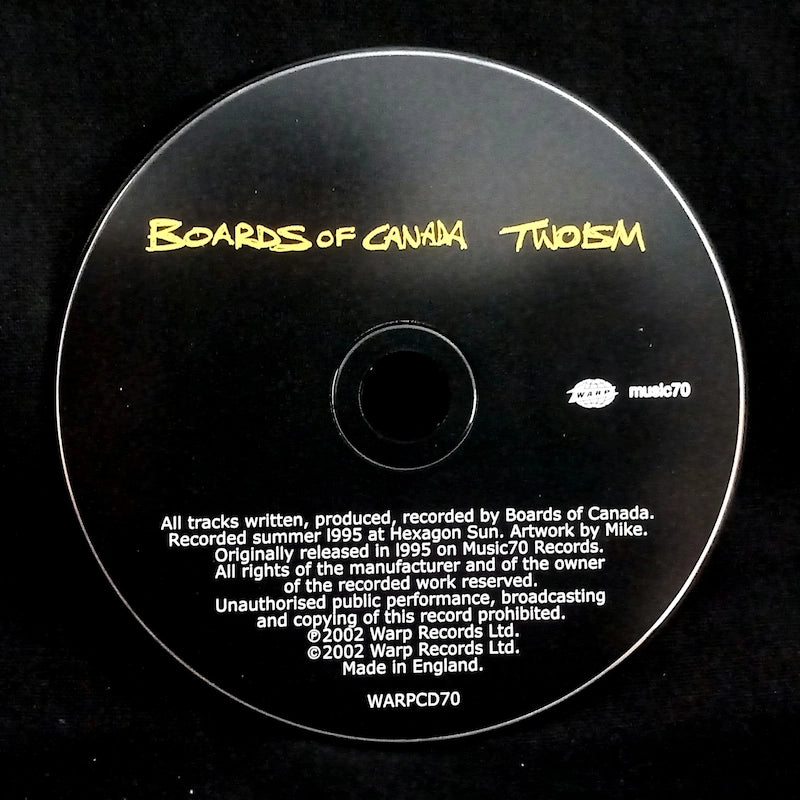 BOARDS OF CANADA TWOISM
WARP music70
All tracks written, produced, recorded by Boards of Canada.
Recorded summer 1995 at Hexagon Sun. Artwork by Mike.
Originally released in 1995 on Music70 Records.
All rights of the manufacturer and of the owner
of the recorded work reserved.
Unauthorised public performance, broadcasting
and copying of this record prohibited.
℗2002 Warp Records Ltd.
©2002 Warp Records Ltd.
Made in England.
WARPCD70